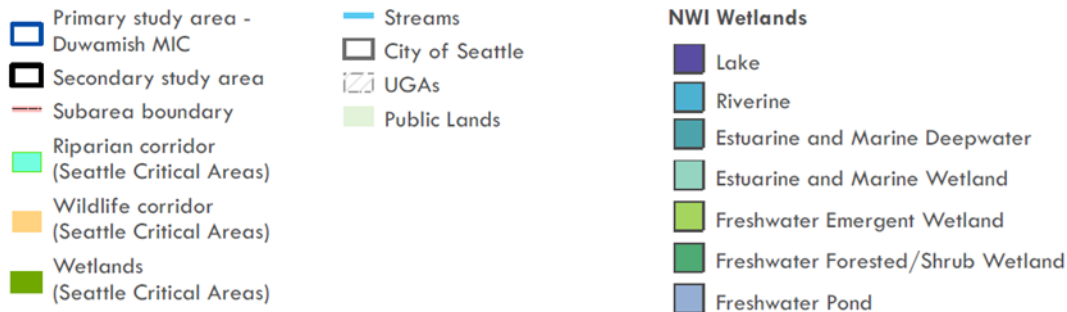 Primary study area -
Duwamish MIC
Secondary study area
Subarea boundary
Riparian corridor
(Seattle Critical Areas)
Wildlife corridor
(Seattle Critical Areas)
Wetlands
(Seattle Critical Areas)
Streams
City of Seattle
UGAs
Public Lands
NWI Wetlands
Lake
Riverine
Estuarine and Marine Deepwater
Estuarine and Marine Wetland
Freshwater Emergent Wetland
Freshwater Forested/Shrub Wetland
Freshwater Pond